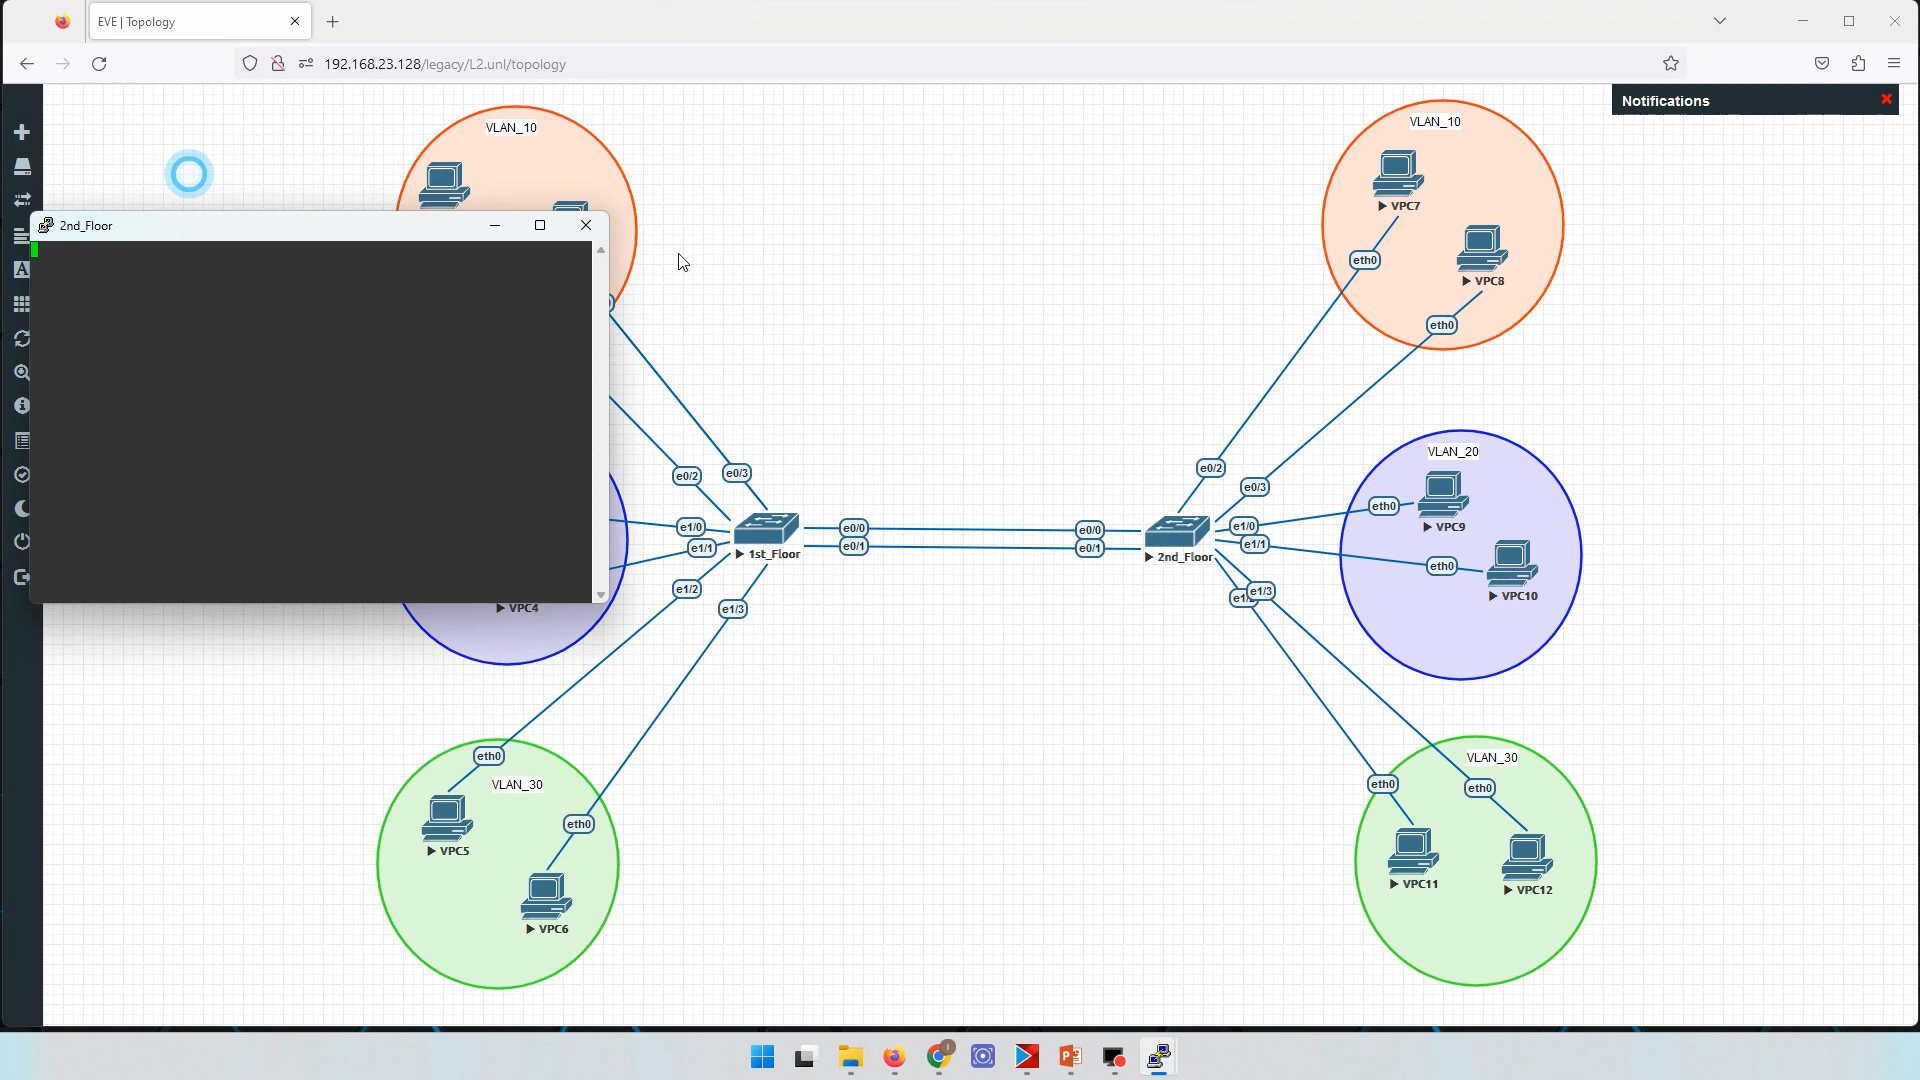 EVE | Topology
192.168.23.128/legacy/L2.unl/topology
Notifications
VLAN_10
VLAN_10
VPC7
eth0
VPC8
eth0
2nd_Floor
VLAN_20
eth0
VPC9
eth0
VPC10
e0/2
e0/3
e1/0
e1/1
e1/2
e1/3
1st_Floor
e0/0
e0/1
e0/0
e0/1
2nd_Floor
e0/2
e0/3
e1/0
e1/1
e1/3
VPC4
eth0
VLAN_30
VPC5
eth0
VPC6
VLAN_30
eth0
eth0
VPC11
VPC12